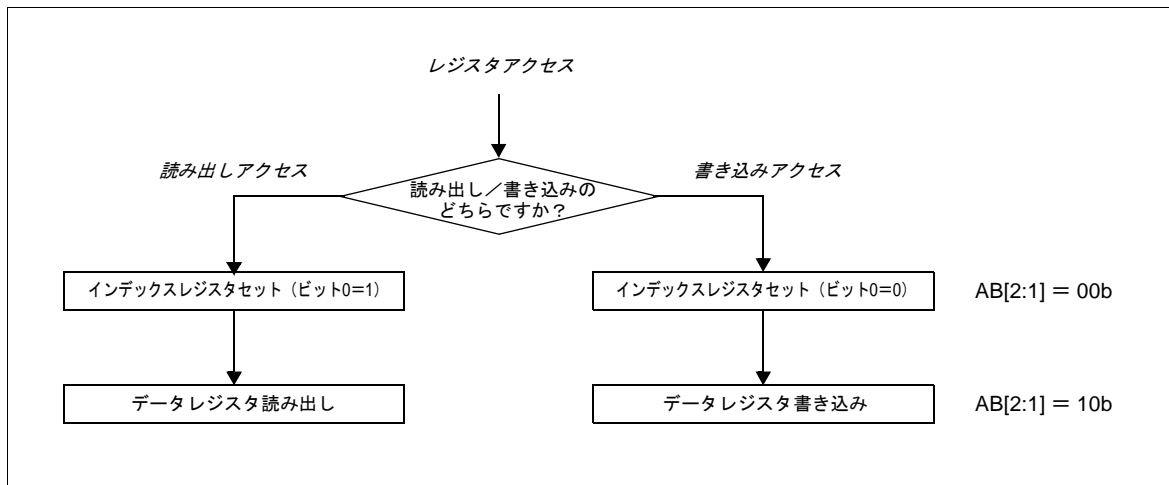 レジスタアクセス
読み出しアクセス
書き込みアクセス
読み出し／書き込みの
どちらですか？
インデックスレジスタセット（ビット0＝1）
インデックスレジスタセット（ビット0＝0）
AB[2:1] ＝ 00b
データレジスタ読み出し
データレジスタ書き込み
AB[2:1] ＝ 10b